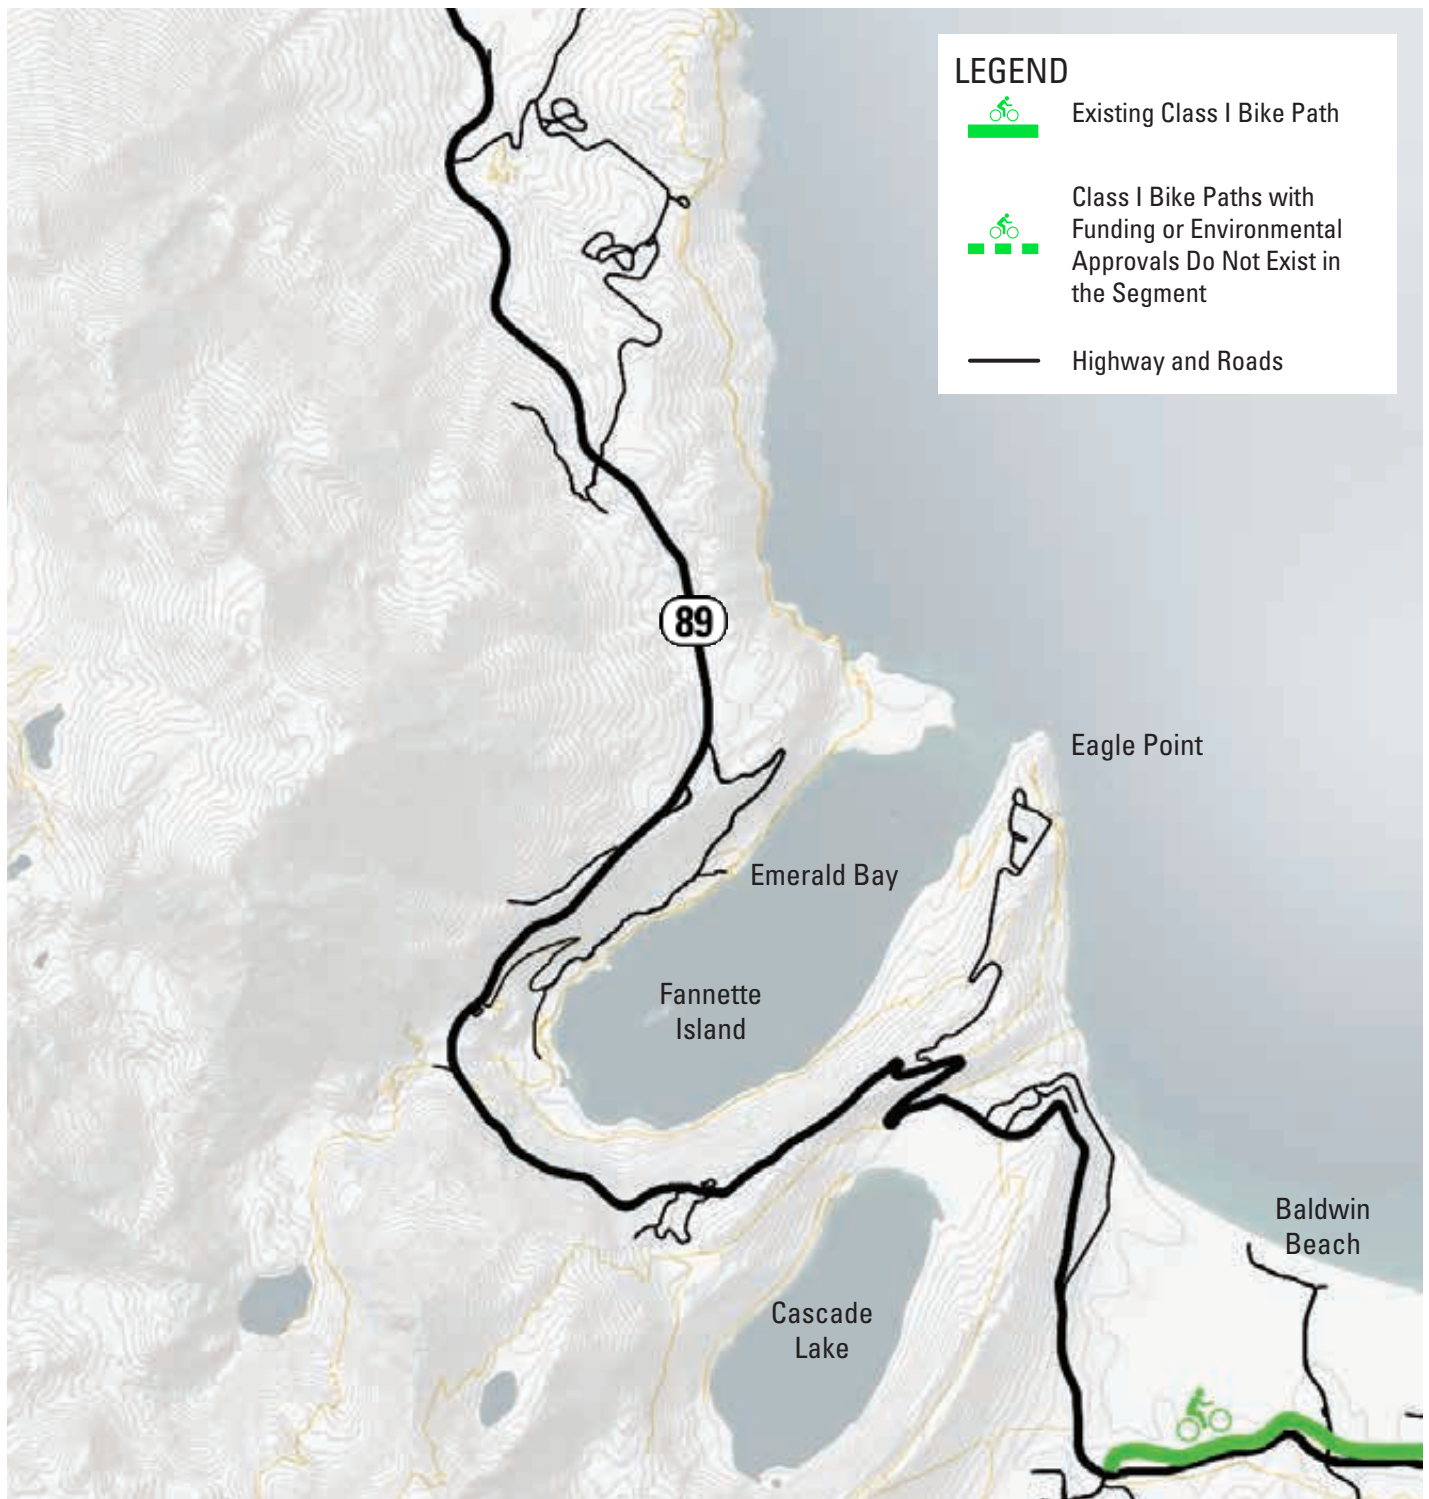 LEGEND
Existing Class I Bike Path
Class I Bike Paths with
Funding or Environmental
Approvals Do Not Exist in
the Segment
Highway and Roads
89
Eagle Point
Emerald Bay
Fannette
Island
Baldwin
Beach
Cascade
Lake